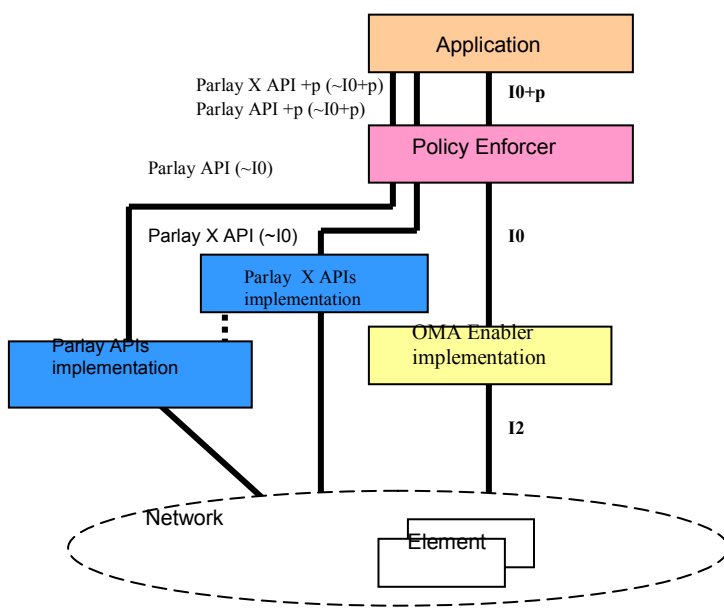 Application
Parlay X API +p (~I0+p)
Parlay API +p (~I0+p)
I0+p
Policy Enforcer
Parlay API (~I0)
Parlay X API (~I0)
I0
Parlay X APIs
implementation
OMA Enabler
implementation
Parlay APIs
implementation
I2
Network
Element